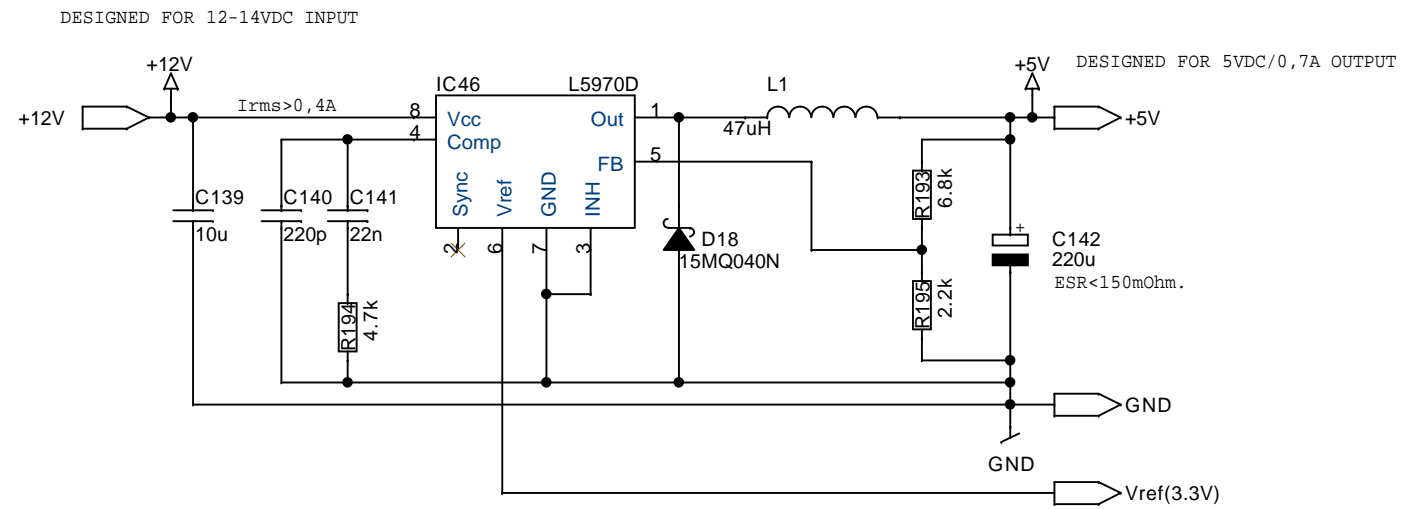 DESIGNED FOR 12-14VDC INPUT
+12V
+5V
DESIGNED FOR 5VDC/0,7A OUTPUT
IC46
L5970D
L1
+12V
Irms>0,4A
8
Vcc
Out
1
47uH
+5V
4
Comp
FB
5
Sync
Vref
GND
INH
2
6
7
3
C139
10u
C140
220p
C141
22n
R194
4.7k
D18
15MQ040N
R193
6.8k
R195
2.2k
+
C142
220u
ESR<150mOhm.
GND
GND
Vref(3.3V)